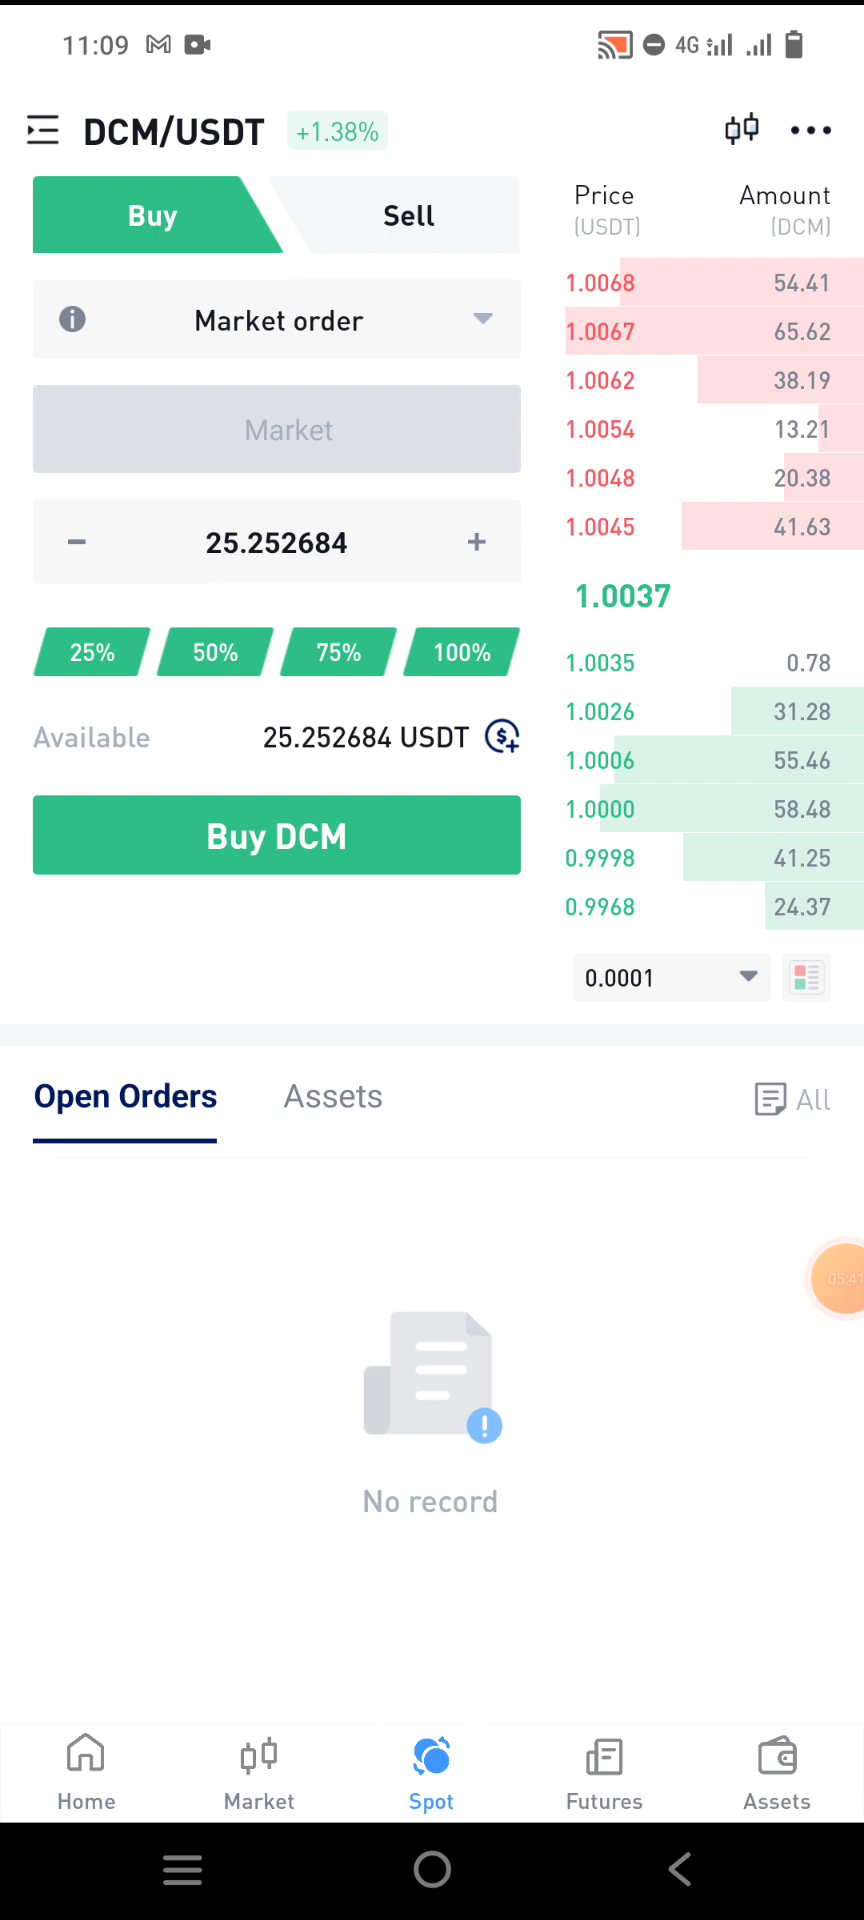 11:09 4G
DCM/USDT +1.38%
Buy Sell
Market order
Market
25.252684
25% 50% 75% 100%
Available 25.252684 USDT
Buy DCM
Price Amount
(USDT) (DCM)
1.0068 54.41
1.0067 65.62
1.0062 38.19
1.0054 13.21
1.0048 20.38
1.0045 41.63
1.0037
1.0035 0.78
1.0026 31.28
1.0006 55.46
1.0000 58.48
0.9998 41.25
0.9968 24.37
0.0001
Open Orders Assets All
05:41
No record
Home Market Spot Futures Assets